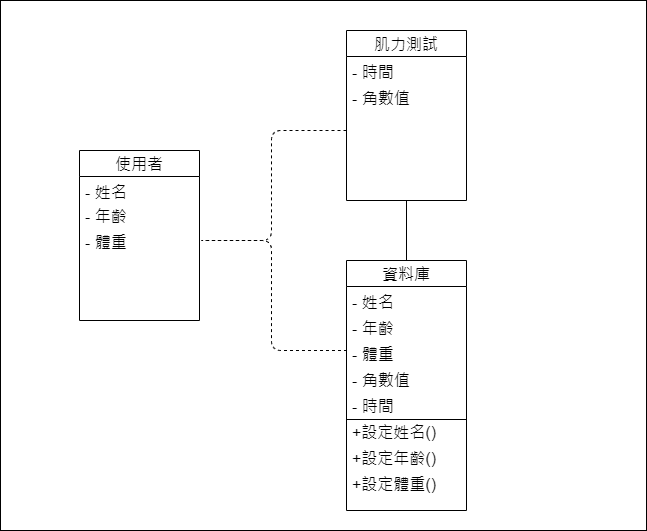 肌力測試
- 時間
- 角數值
使用者
- 姓名
- 年齡
- 體重
資料庫
- 姓名
- 年齡
- 體重
- 角數值
- 時間
+設定姓名()
+設定年齡()
+設定體重()